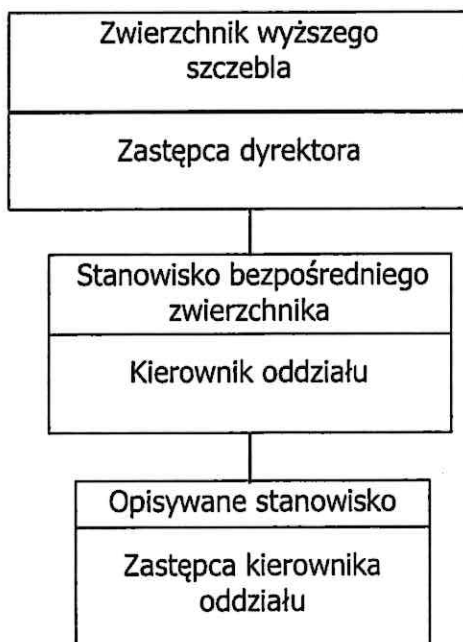 Zwierzchnik wyższego
szczebla
Zastępca dyrektora
Stanowisko bezpośredniego
zwierzchnika
Kierownik oddziału
Opisywane stanowisko
Zastępca kierownika
oddziału